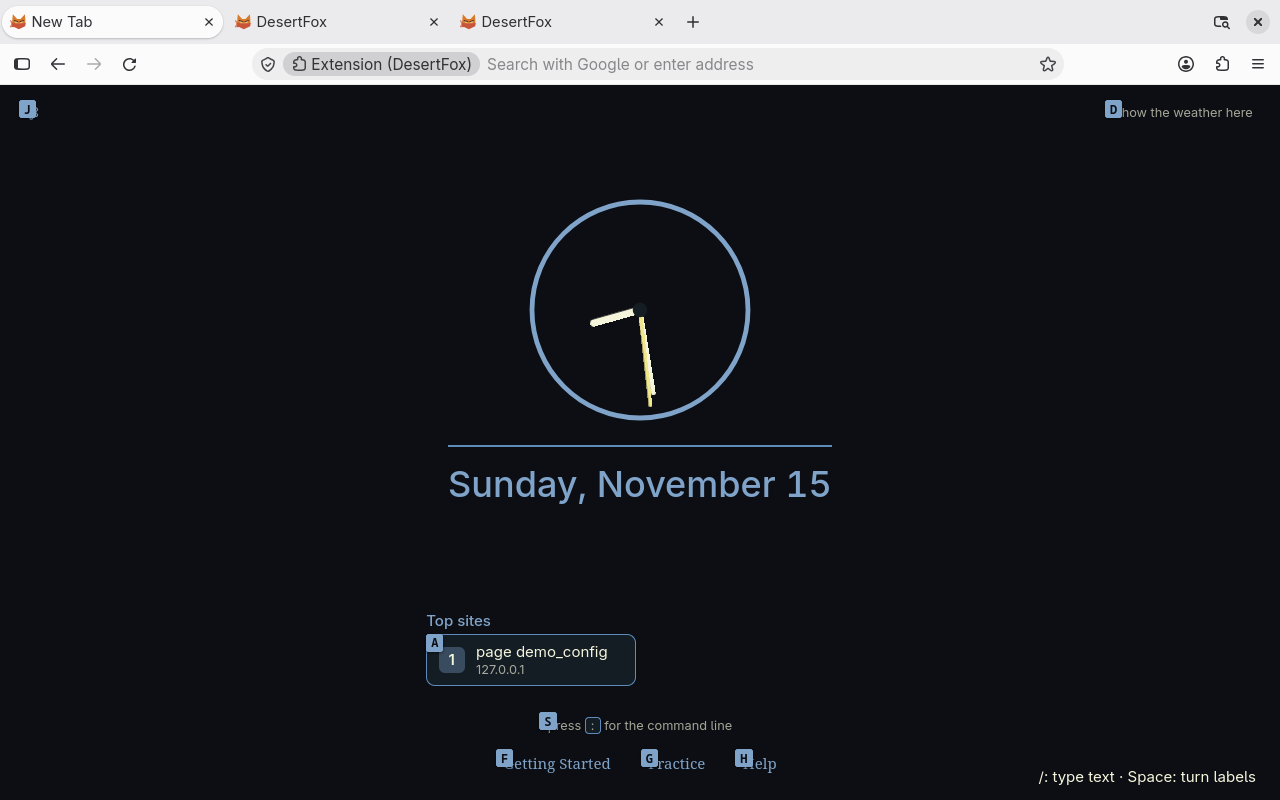 New Tab
DesertFox
DesertFox
Extension (DesertFox)
Search with Google or enter address
J
D
how the weather here
Sunday, November 15
Top sites
A
1
page demo_config
127.0.0.1
S
ress : for the command line
F
etting Started
G
ractice
H
elp
/: type text · Space: turn labels